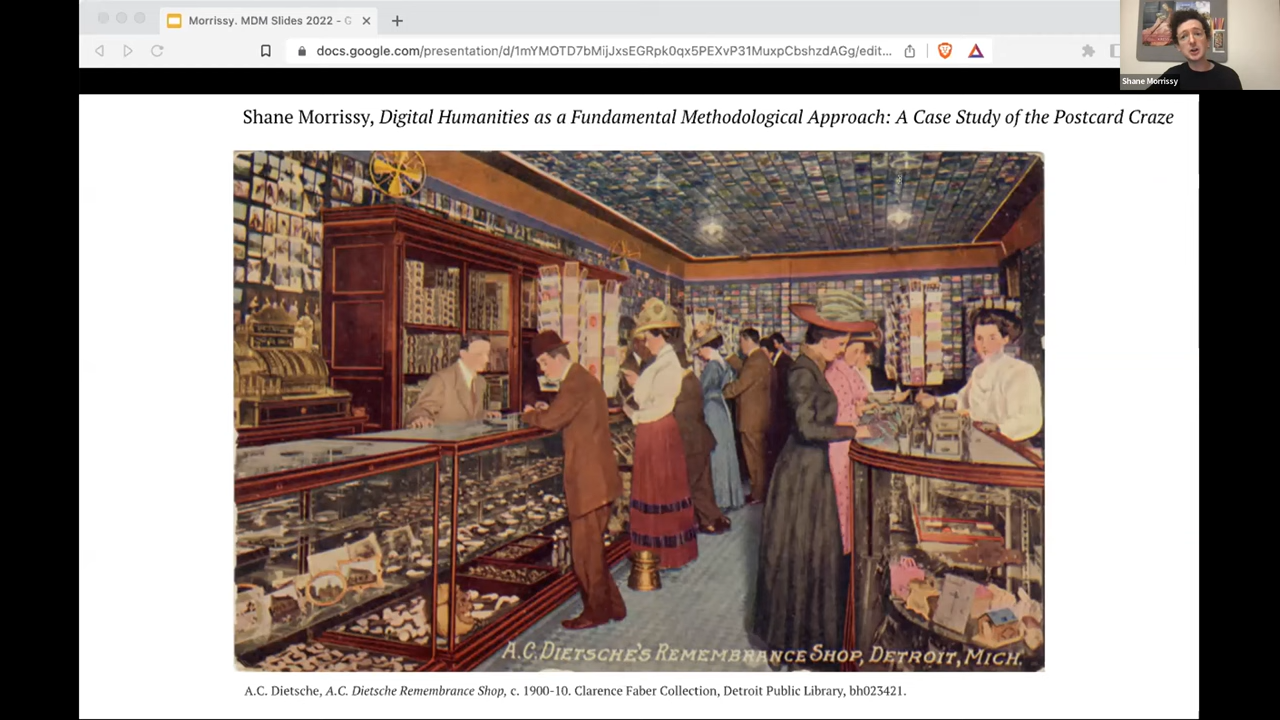 Morrissy. MDM Slides 2022 - G
docs.google.com/presentation/d/1mYMOTD7bMijJxsEGRpk0qx5PEXvP31MuxpCbshzdAGg/edit...
Shane Morrissy
Shane Morrissy, Digital Humanities as a Fundamental Methodological Approach: A Case Study of the Postcard Craze
A.C. DIETSCHE'S REMEMBRANCE SHOP, DETROIT, MICH.
A.C. Dietsche, A.C. Dietsche Remembrance Shop, c. 1900-10. Clarence Faber Collection, Detroit Public Library, bh023421.